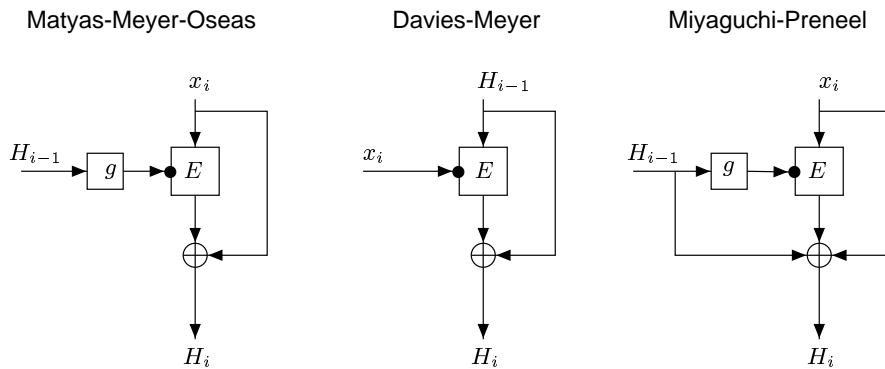 Matyas-Meyer-Oseas
Davies-Meyer
Miyaguchi-Preneel
x_i
H_{i-1}
x_i
H_{i-1}
g
E
x_i
E
H_{i-1}
g
E
H_i
H_i
H_i